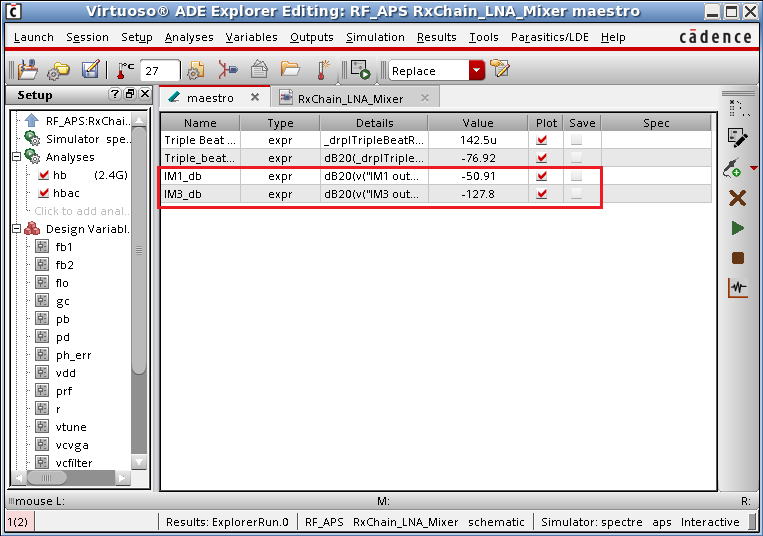 Virtuoso® ADE Explorer Editing: RF_APS RxChain_LNA_Mixer maestro
Launch Session Setup Analyses Variables Outputs Simulation Results Tools Parasitics/LDE Help cādence
27 Replace
Setup ? maestro RxChain_LNA_Mixer
Name Type Details Value Plot Save Spec
RF_APS:RxChai... Triple Beat ... expr _drplTripleBeatR... 142.5u
Simulator spe... Triple_beat... expr dB20(_drplTriple... -76.92
Analyses IM1_db expr dB20(v("IM1 out... -50.91
hb (2.4G) IM3_db expr dB20(v("IM3 out... -127.8
hbac
Click to add anal...
Design Variabl...
fb1
fb2
flo
gc
pb
pd
ph_err
vdd
prf
r
vtune
vcvga
vcfilter
mouse L: M: R:
1(2) Results: ExplorerRun.0 RF_APS RxChain_LNA_Mixer schematic Simulator: spectre aps Interactive